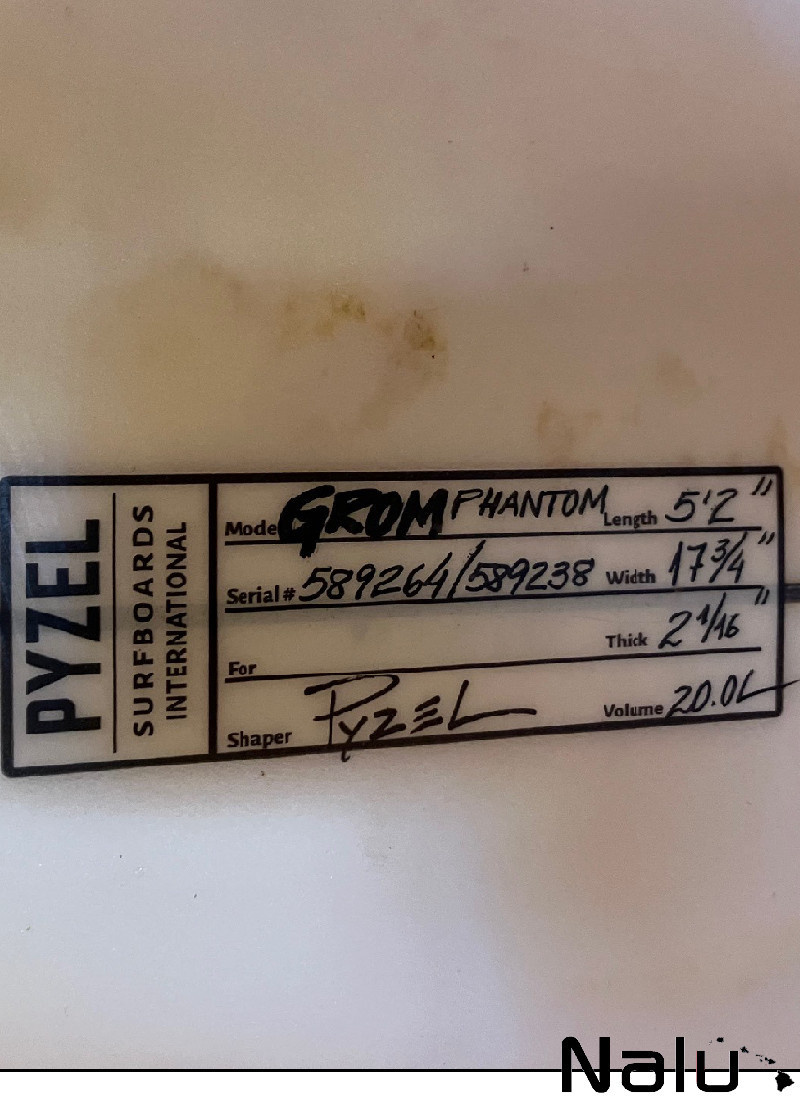 PYZEL
SURFBOARDS
INTERNATIONAL
Model GROM PHANTOM Length 5'2"
Serial# 589264/589238 Width 17 3/4"
For Thick 2 1/16"
Shaper PYZEL Volume 20.0L
Nalu